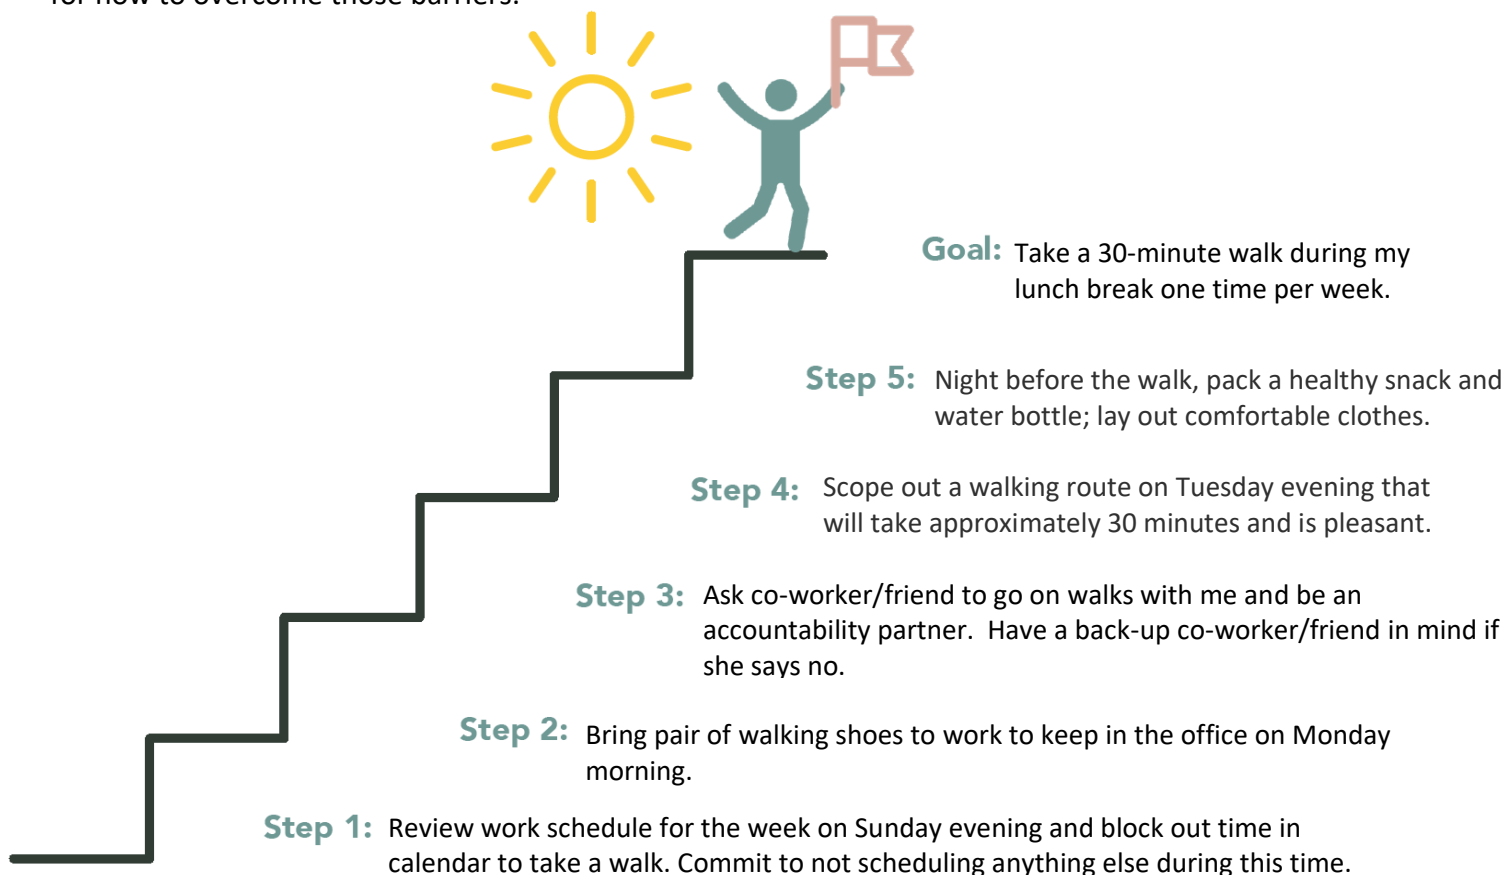 for how to overcome those barriers.
Goal: Take a 30-minute walk during my
lunch break one time per week.
Step 5: Night before the walk, pack a healthy snack and
water bottle; lay out comfortable clothes.
Step 4: Scope out a walking route on Tuesday evening that
will take approximately 30 minutes and is pleasant.
Step 3: Ask co-worker/friend to go on walks with me and be an
accountability partner.  Have a back-up co-worker/friend in mind if
she says no.
Step 2: Bring pair of walking shoes to work to keep in the office on Monday
morning.
Step 1: Review work schedule for the week on Sunday evening and block out time in
calendar to take a walk. Commit to not scheduling anything else during this time.